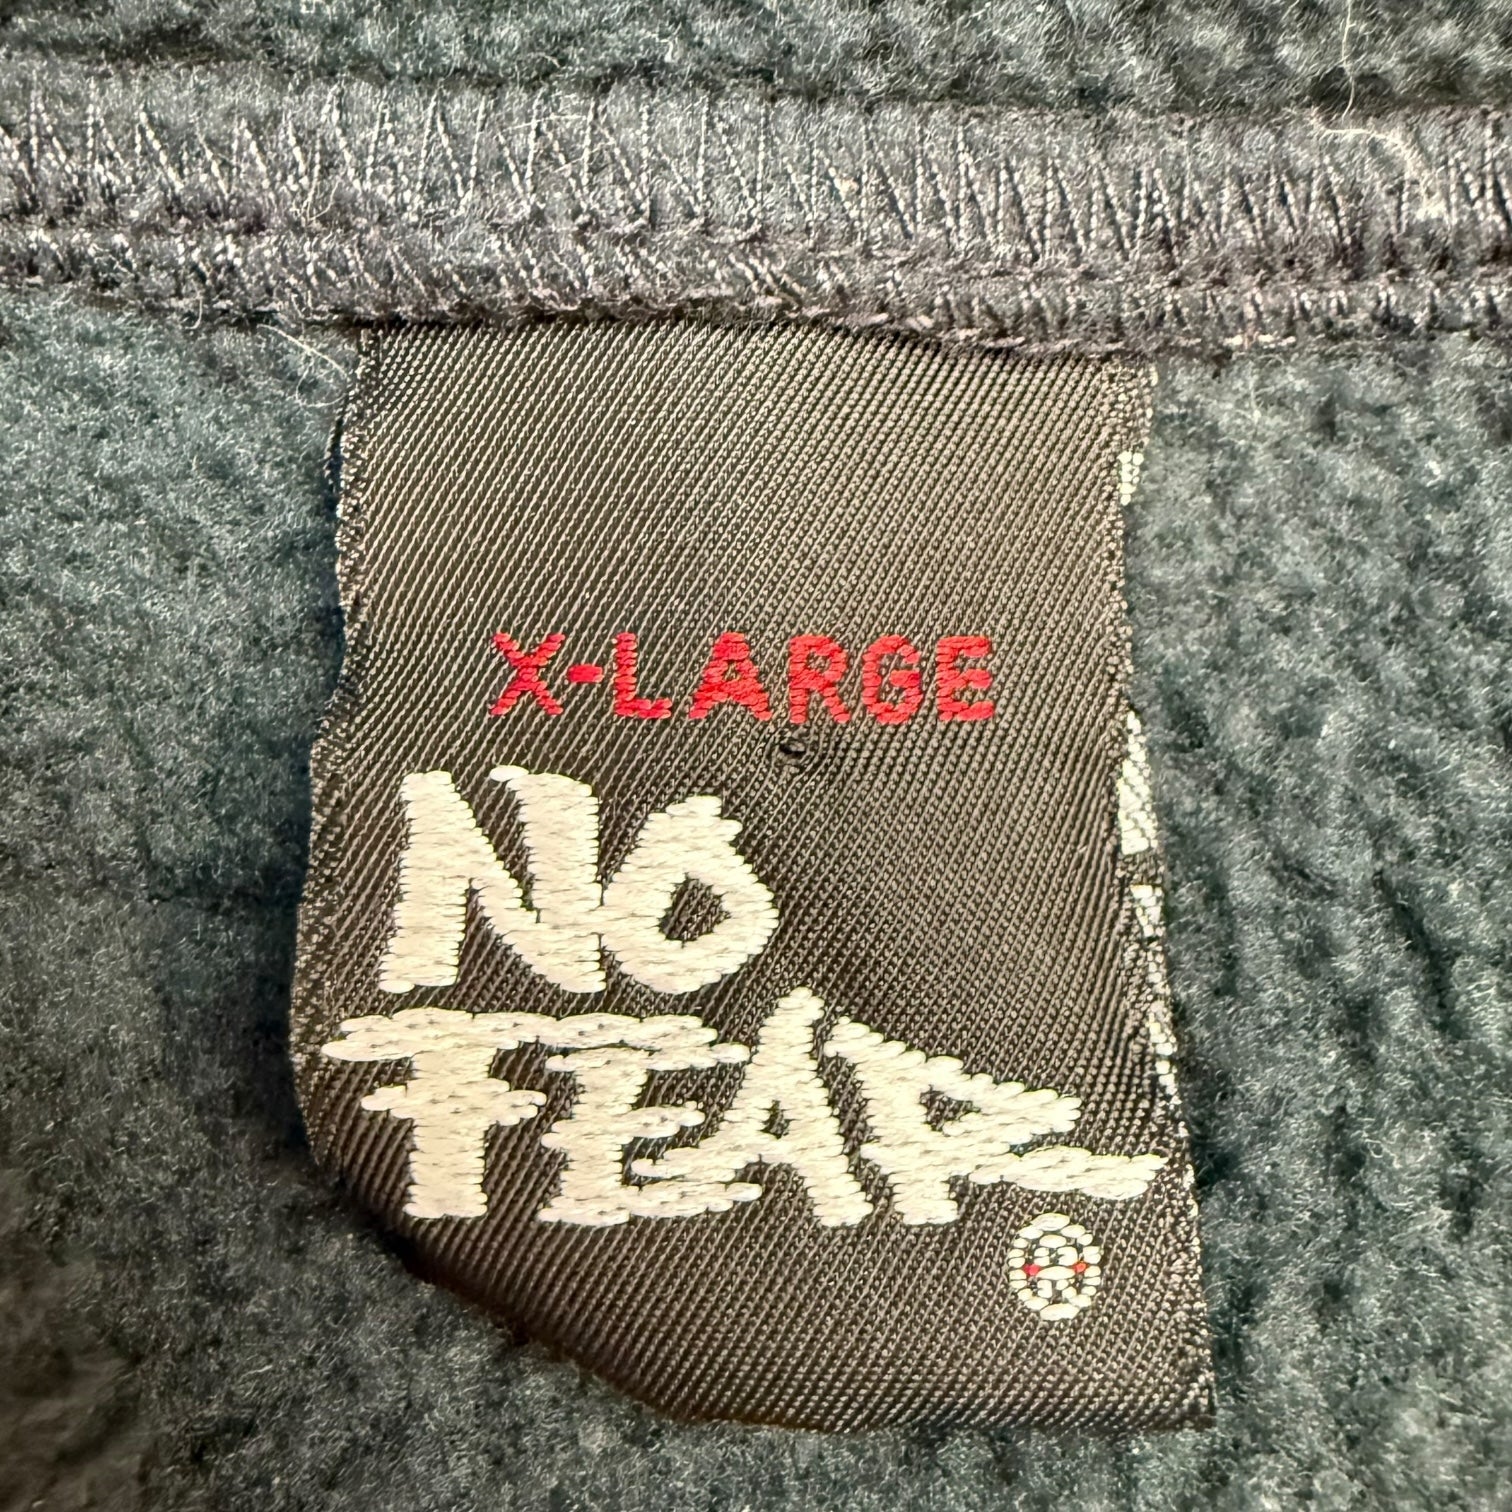 X-LARGE
NO
FEAR
®